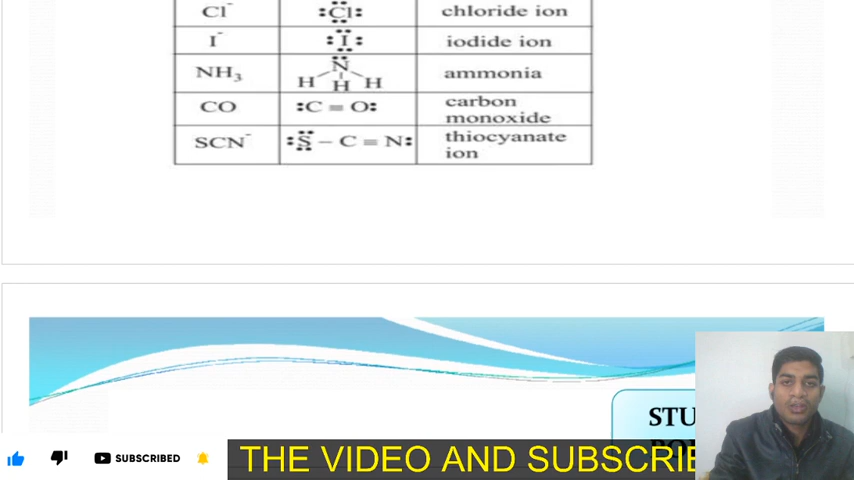 Cl⁻ :Cl: chloride ion
I⁻ :I: iodide ion
NH₃ N H H H ammonia
CO :C ≡ O: carbon monoxide
SCN⁻ :S – C ≡ N: thiocyanate ion
STU
THE VIDEO AND SUBSCRIBE
SUBSCRIBED